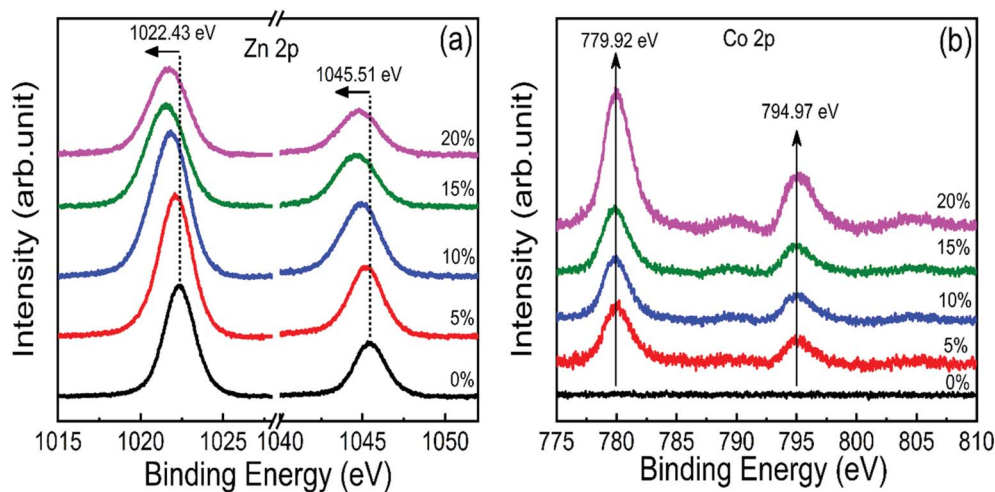 1022.43 eV
Zn 2p
(a)
1045.51 eV
20%
15%
10%
5%
0%
Intensity (arb.unit)
1015 1020 1025 1040 1045 1050
Binding Energy (eV)
779.92 eV
Co 2p
(b)
794.97 eV
20%
15%
10%
5%
0%
Intensity (arb.unit)
775 780 785 790 795 800 805 810
Binding Energy (eV)